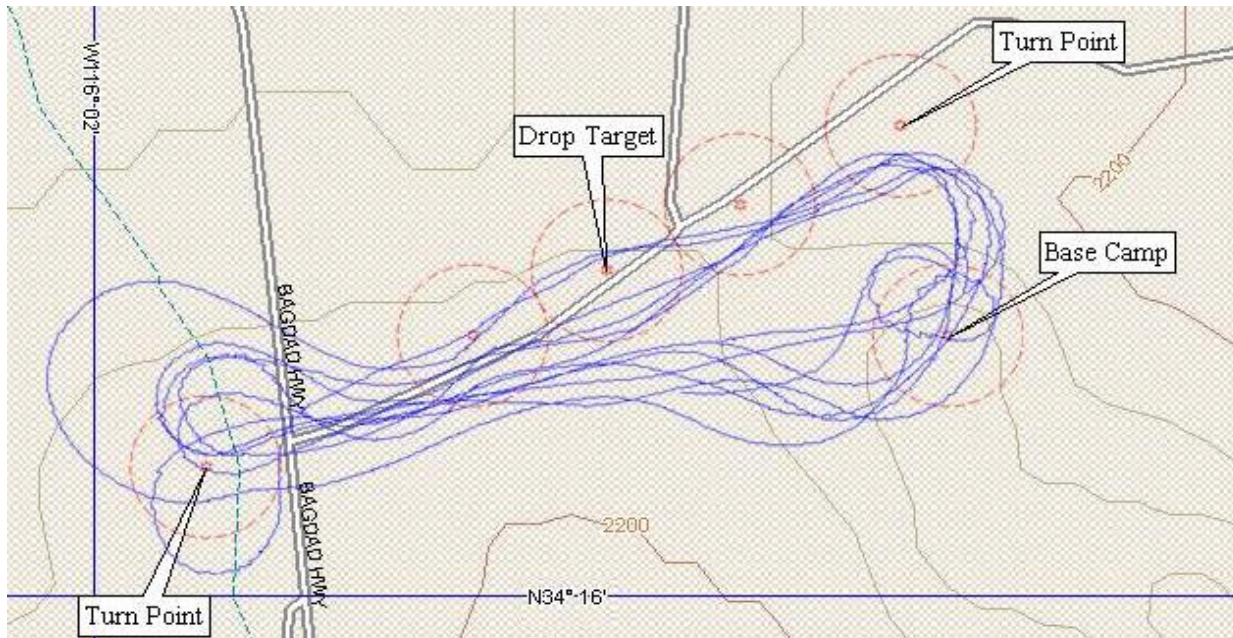 Turn Point
W116°-02'
Drop Target
2200
Base Camp
BAGDAD HWY
BAGDAD HWY
2200
N34°-16'
Turn Point